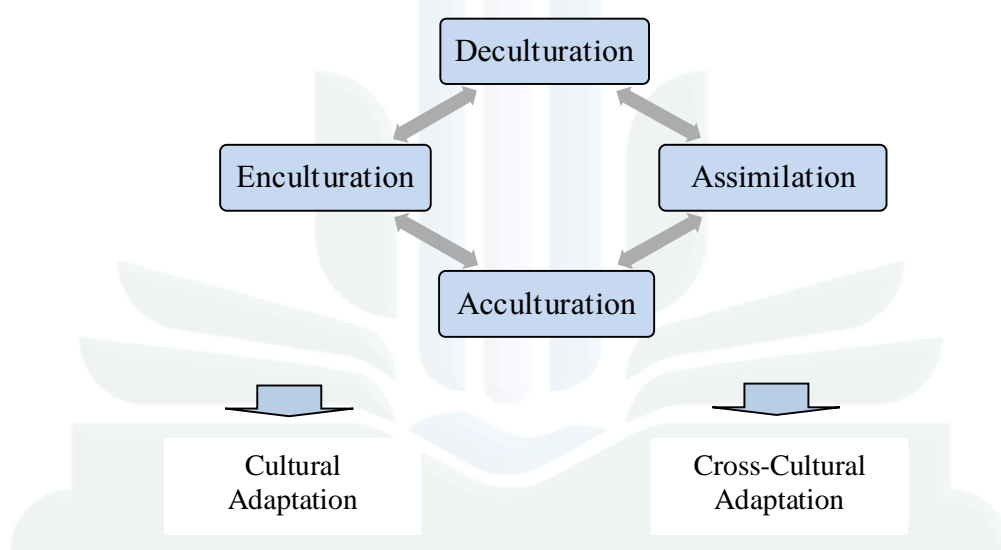 Deculturation
Enculturation
Assimilation
Acculturation
Cultural
Adaptation
Cross-Cultural
Adaptation